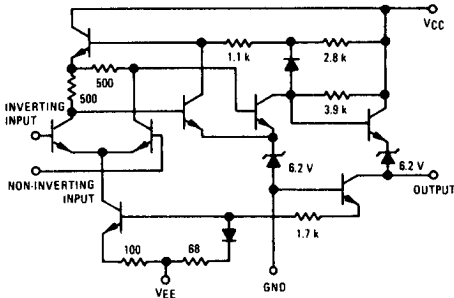 VCC
1.1 k
2.8 k
500
500
3.9 k
INVERTING
INPUT
6.2 V
6.2 V
NON-INVERTING
INPUT
OUTPUT
1.7 k
100
68
VEE
GND